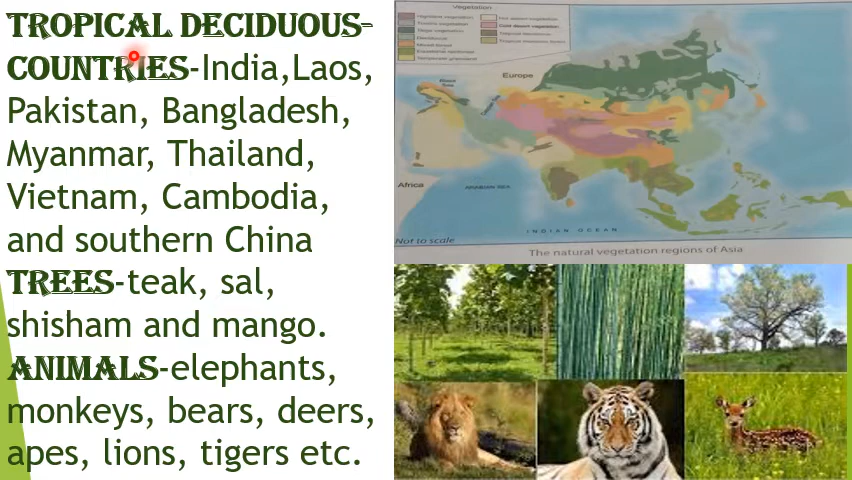 TROPICAL DECIDUOUS-
COUNTRIES-India,Laos,
Pakistan, Bangladesh,
Myanmar, Thailand,
Vietnam, Cambodia,
and southern China
TREES-teak, sal,
shisham and mango.
ANIMALS-elephants,
monkeys, bears, deers,
apes, lions, tigers etc.
Vegetation
Europe
Africa
ARABIAN SEA
INDIAN OCEAN
Not to scale
The natural vegetation regions of Asia